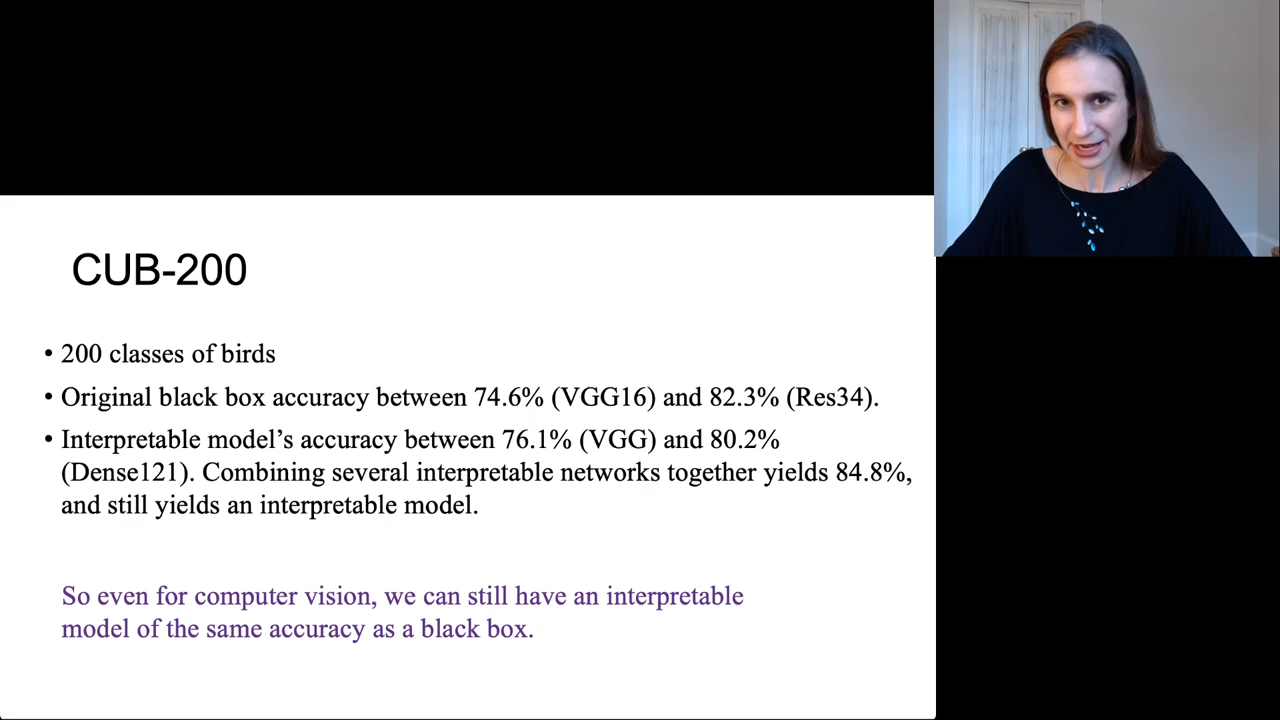 CUB-200
• 200 classes of birds
• Original black box accuracy between 74.6% (VGG16) and 82.3% (Res34).
• Interpretable model’s accuracy between 76.1% (VGG) and 80.2%
(Dense121). Combining several interpretable networks together yields 84.8%,
and still yields an interpretable model.
So even for computer vision, we can still have an interpretable
model of the same accuracy as a black box.